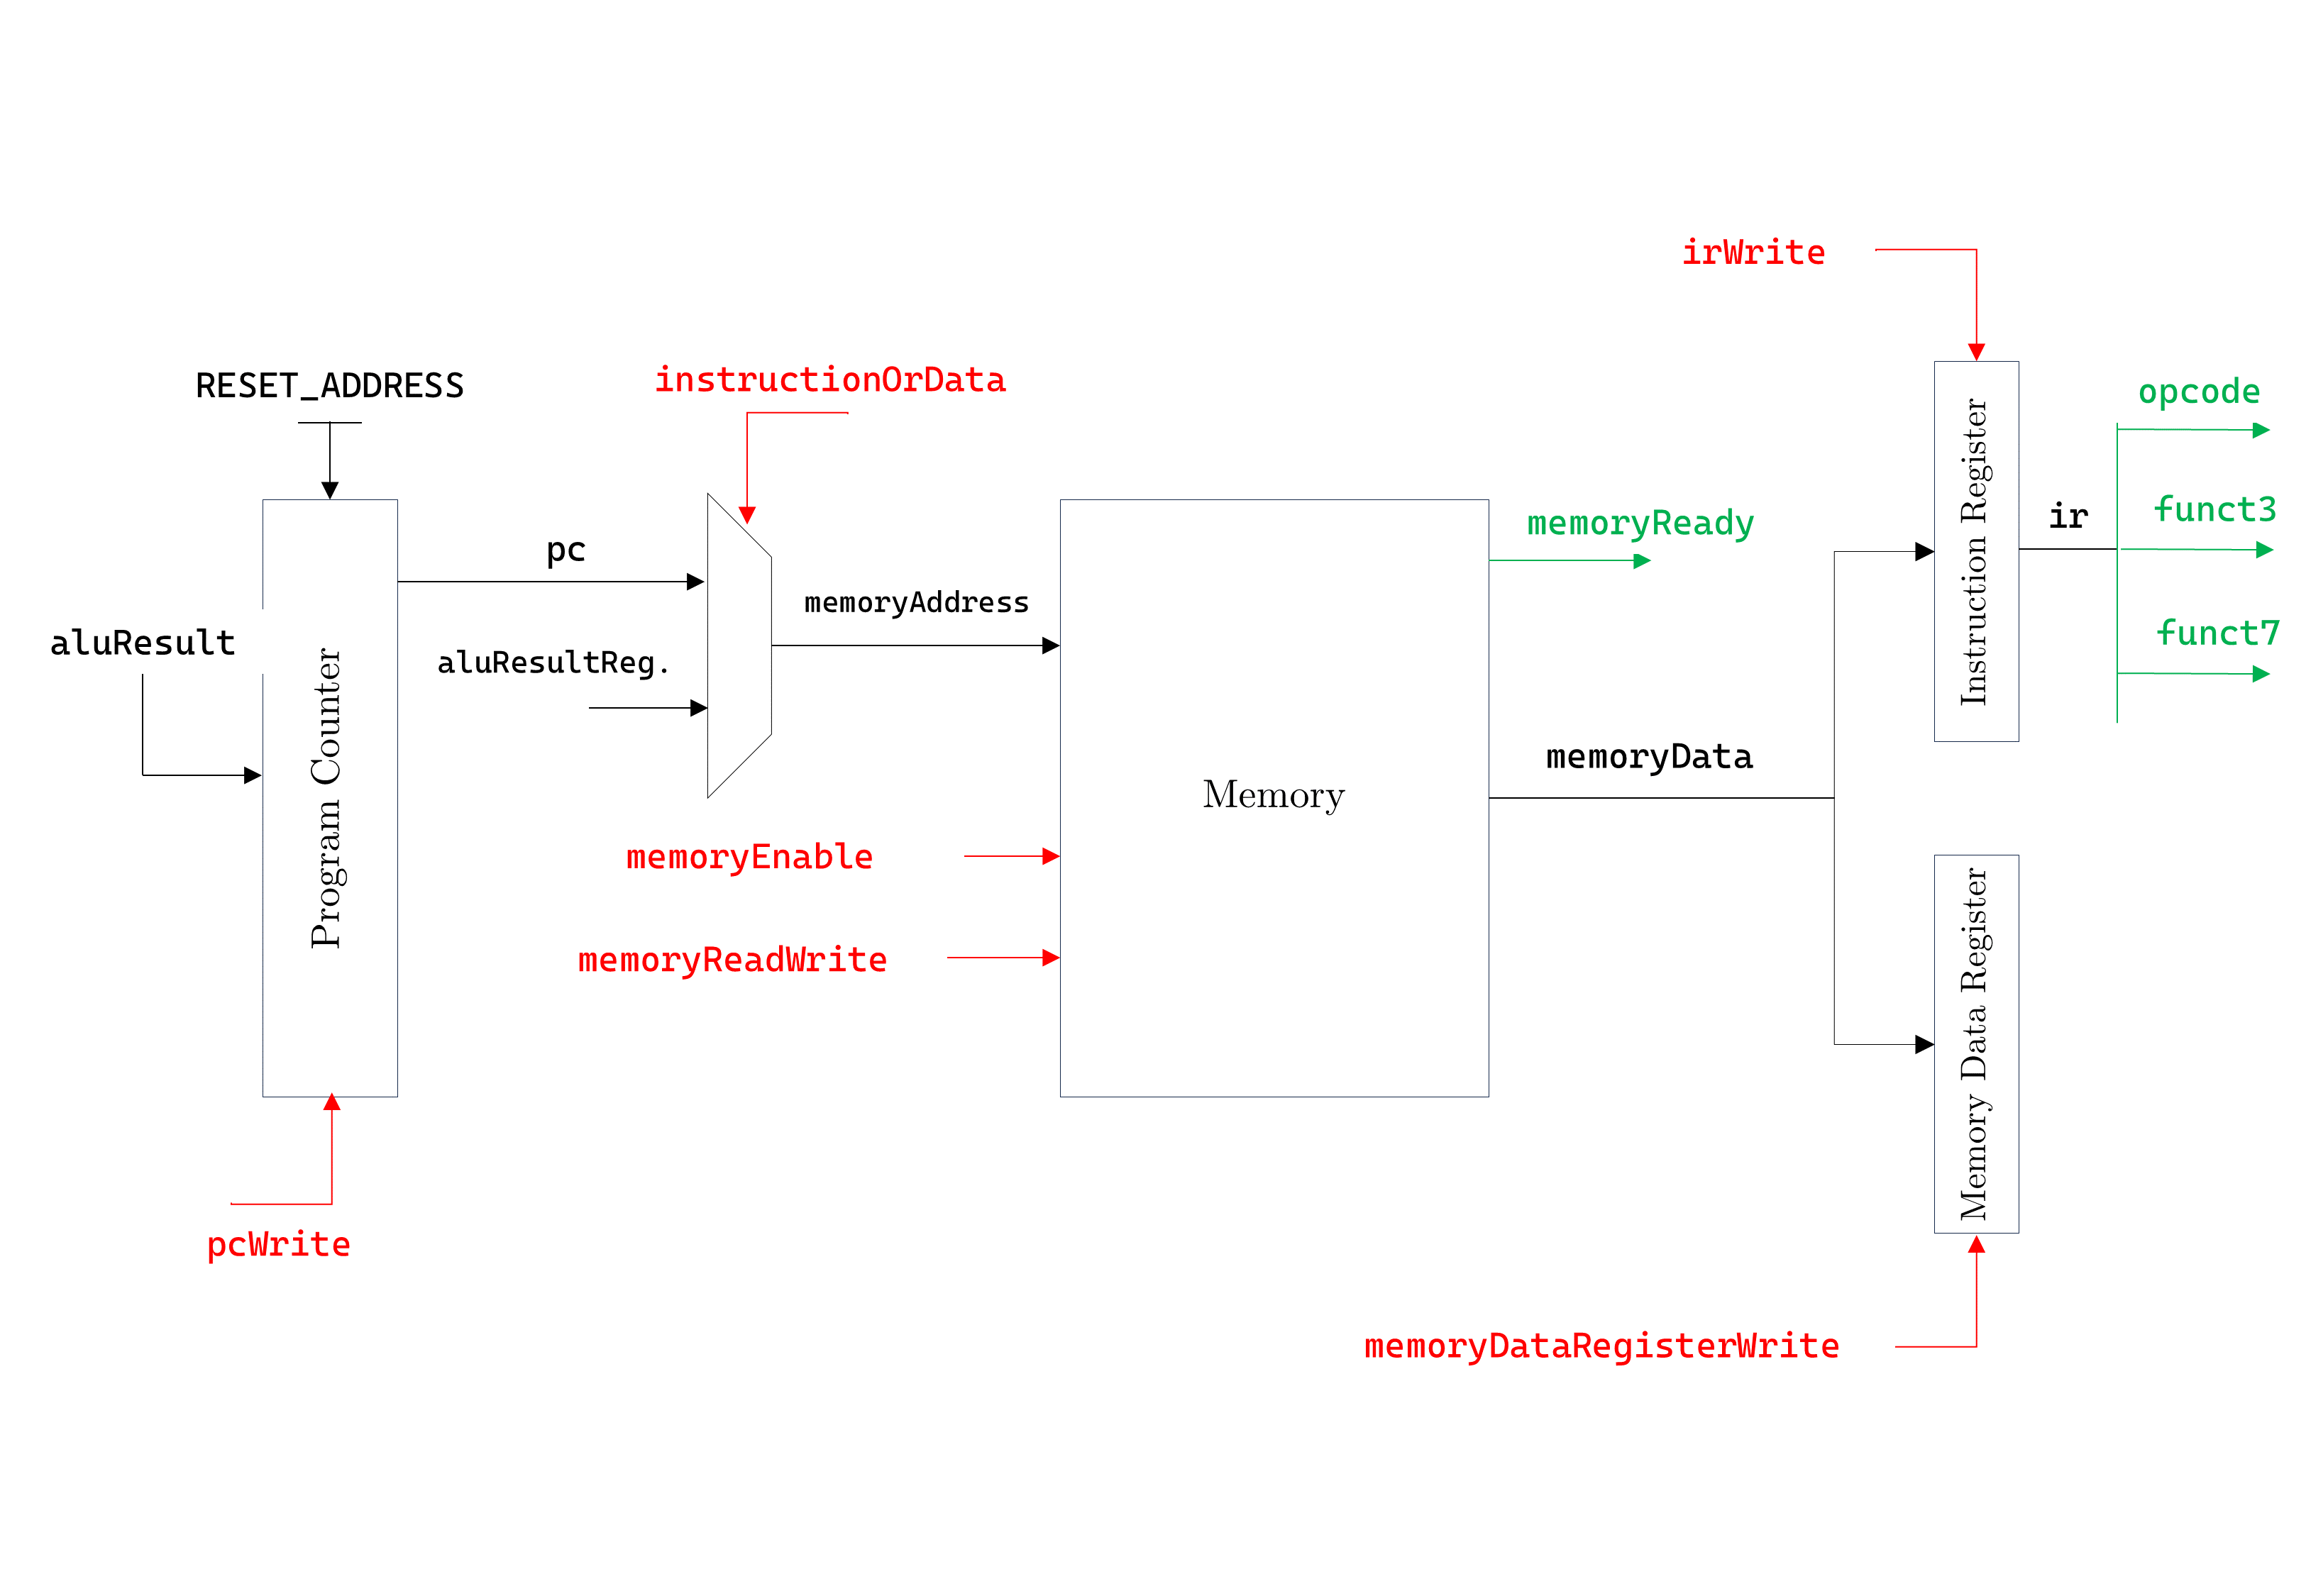 irWrite
RESET_ADDRESS
instructionOrData
opcode
funct3
ir
memoryReady
pc
memoryAddress
funct7
aluResult
aluResultReg.
Instruction Register
Program Counter
memoryData
Memory
memoryEnable
memoryReadWrite
Memory Data Register
pcWrite
memoryDataRegisterWrite